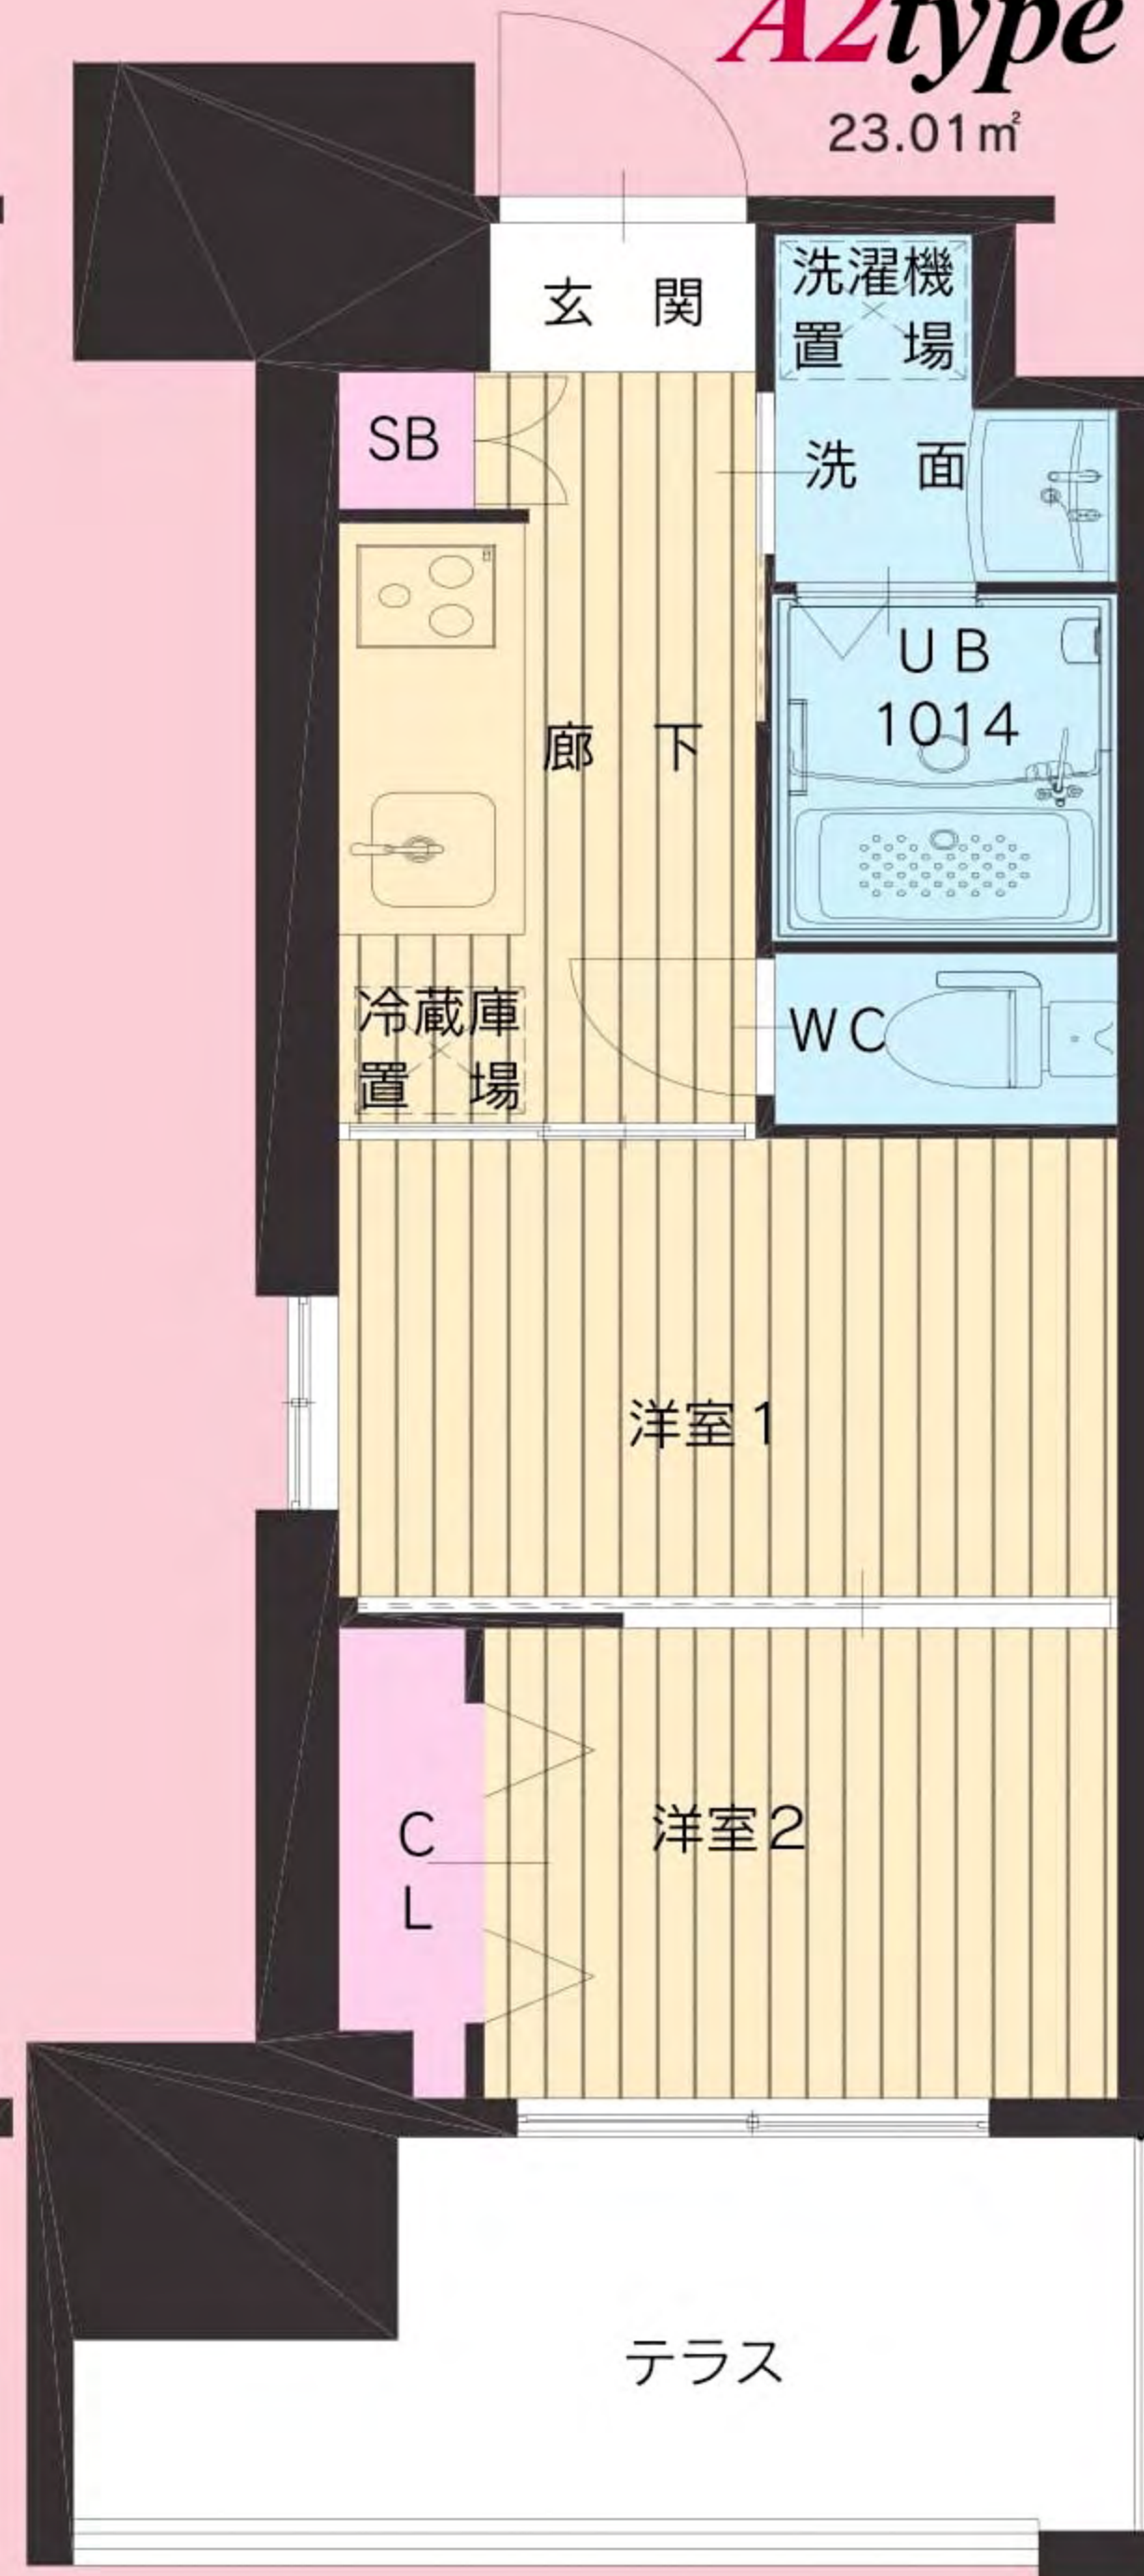 A2type
23.01㎡
玄 関
洗濯機
置 場
SB
洗 面
UB
1014
廊 下
冷蔵庫
置 場
WC
洋室1
洋室2
C
L
テラス